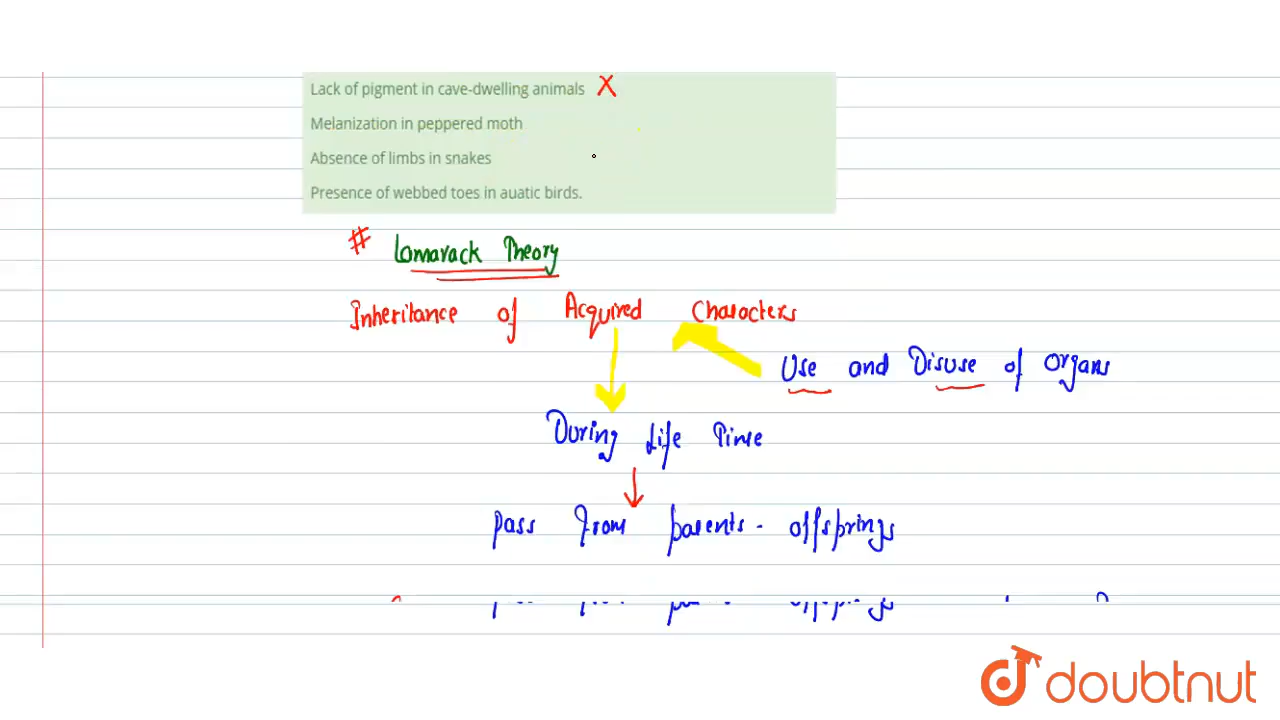 Lack of pigment in cave-dwelling animals X
Melanization in peppered moth
Absence of limbs in snakes
Presence of webbed toes in auatic birds.
# Lamarack Theory
Inheritance of Acquired Characters
Use and Disuse of Organs
During Life Time
Pass from parents - offsprings
doubtnut